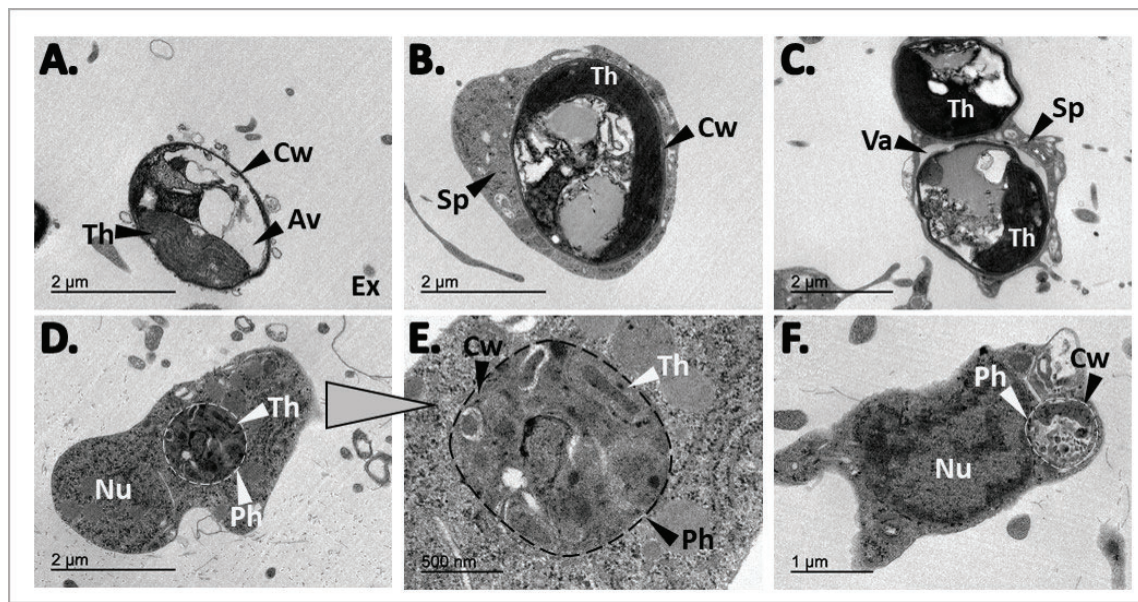 A.
Cw
Av
Th
2 µm
Ex
B.
Th
Cw
Sp
2 µm
C.
Th
Sp
Va
Th
2 µm
D.
Th
Nu
Ph
2 µm
E.
Cw
Th
Ph
500 nm
F.
Cw
Ph
Nu
1 µm